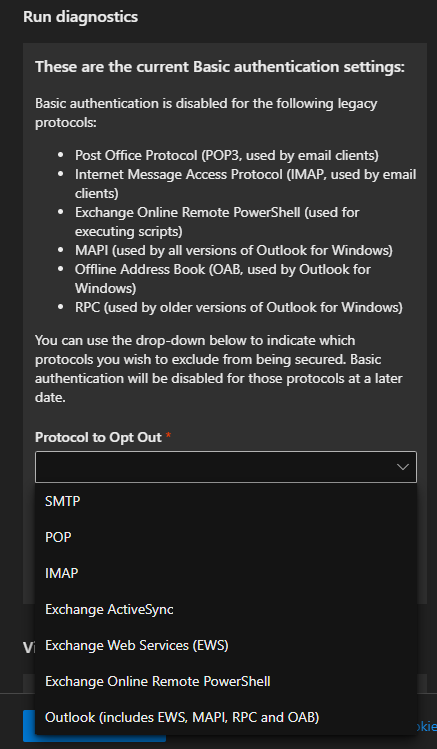 Run diagnostics
These are the current Basic authentication settings:
Basic authentication is disabled for the following legacy
protocols:
• Post Office Protocol (POP3, used by email clients)
• Internet Message Access Protocol (IMAP, used by email
clients)
• Exchange Online Remote PowerShell (used for
executing scripts)
• MAPI (used by all versions of Outlook for Windows)
• Offline Address Book (OAB, used by Outlook for
Windows)
• RPC (used by older versions of Outlook for Windows)
You can use the drop-down below to indicate which
protocols you wish to exclude from being secured. Basic
authentication will be disabled for those protocols at a later
date.
Protocol to Opt Out *
SMTP
POP
IMAP
Exchange ActiveSync
Exchange Web Services (EWS)
Exchange Online Remote PowerShell
Outlook (includes EWS, MAPI, RPC and OAB)